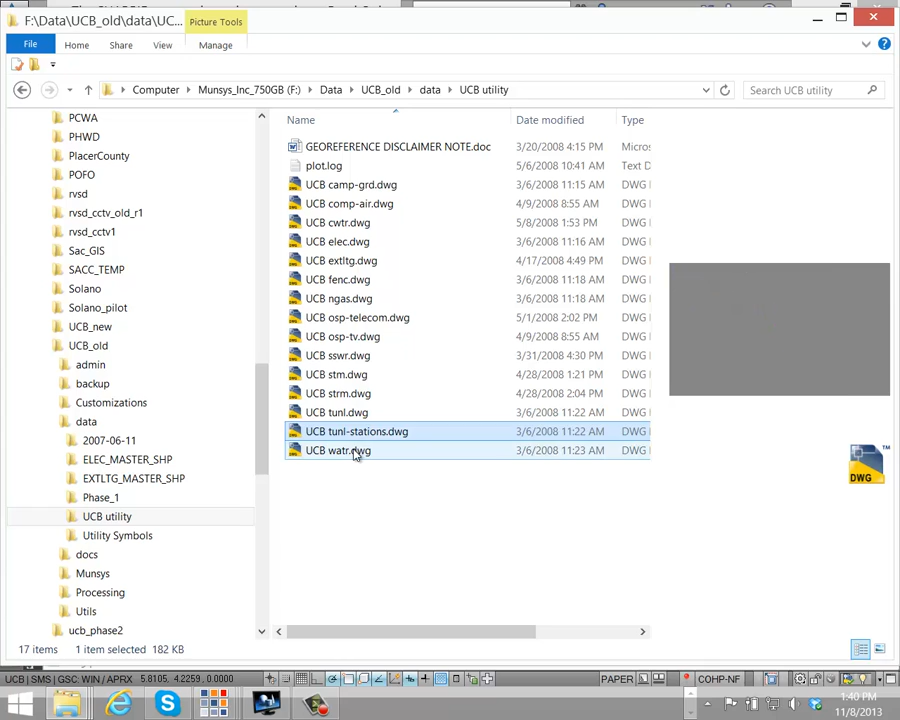 F:\Data\UCB_old\data\UC...
Picture Tools
File
Home
Share
View
Manage
Computer
Munsys_Inc_750GB (F:)
Data
UCB_old
data
UCB utility
Search UCB utility
PCWA
PHWD
PlacerCounty
POFO
rvsd
rvsd_cctv_old_r1
rvsd_cctv1
Sac_GIS
SACC_TEMP
Solano
Solano_pilot
UCB_new
UCB_old
admin
backup
Customizations
data
2007-06-11
ELEC_MASTER_SHP
EXTLTG_MASTER_SHP
Phase_1
UCB utility
Utility Symbols
docs
Munsys
Processing
Utils
ucb_phase2
Name Date modified Type
GEOREFERENCE DISCLAIMER NOTE.doc 3/20/2008 4:15 PM Micros
plot.log 5/6/2008 10:41 AM Text D
UCB camp-grd.dwg 3/6/2008 11:15 AM DWG
UCB comp-air.dwg 4/9/2008 8:55 AM DWG
UCB cwtr.dwg 5/8/2008 1:53 PM DWG
UCB elec.dwg 3/6/2008 11:16 AM DWG
UCB extltg.dwg 4/17/2008 4:49 PM DWG
UCB fenc.dwg 3/6/2008 11:18 AM DWG
UCB ngas.dwg 3/6/2008 11:18 AM DWG
UCB osp-telecom.dwg 5/1/2008 2:02 PM DWG
UCB osp-tv.dwg 4/9/2008 8:55 AM DWG
UCB sswr.dwg 3/31/2008 4:30 PM DWG
UCB stm.dwg 4/28/2008 1:21 PM DWG
UCB strm.dwg 4/28/2008 2:04 PM DWG
UCB tunl.dwg 3/6/2008 11:22 AM DWG
UCB tunl-stations.dwg 3/6/2008 11:22 AM DWG
UCB watr.dwg 3/6/2008 11:23 AM DWG
DWG
17 items 1 item selected 182 KB
UCB | SMS | GSC: WIN / APRX 5.8105, 4.2259, 0.0000
PAPER
COHP-NF
1:40 PM
11/8/2013